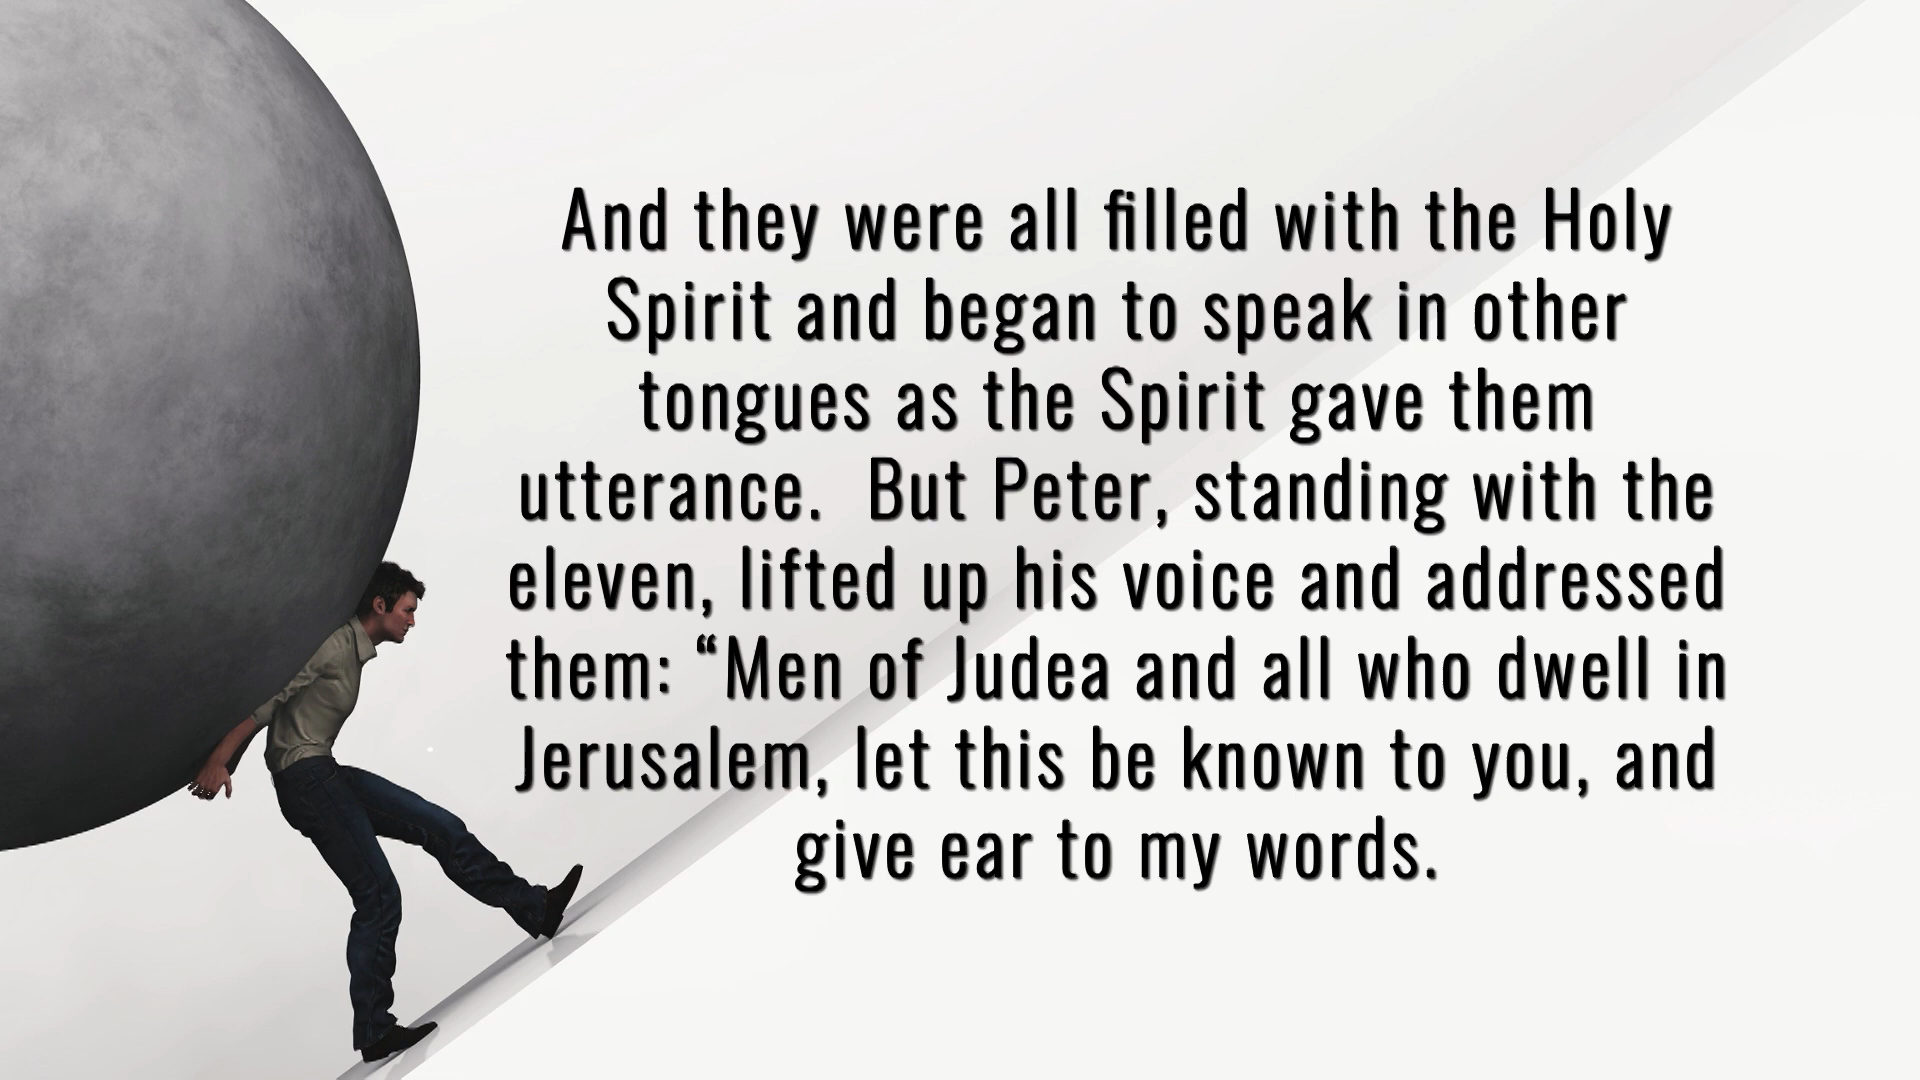 And they were all filled with the Holy
Spirit and began to speak in other
tongues as the Spirit gave them
utterance.  But Peter, standing with the
eleven, lifted up his voice and addressed
them: “Men of Judea and all who dwell in
Jerusalem, let this be known to you, and
give ear to my words.